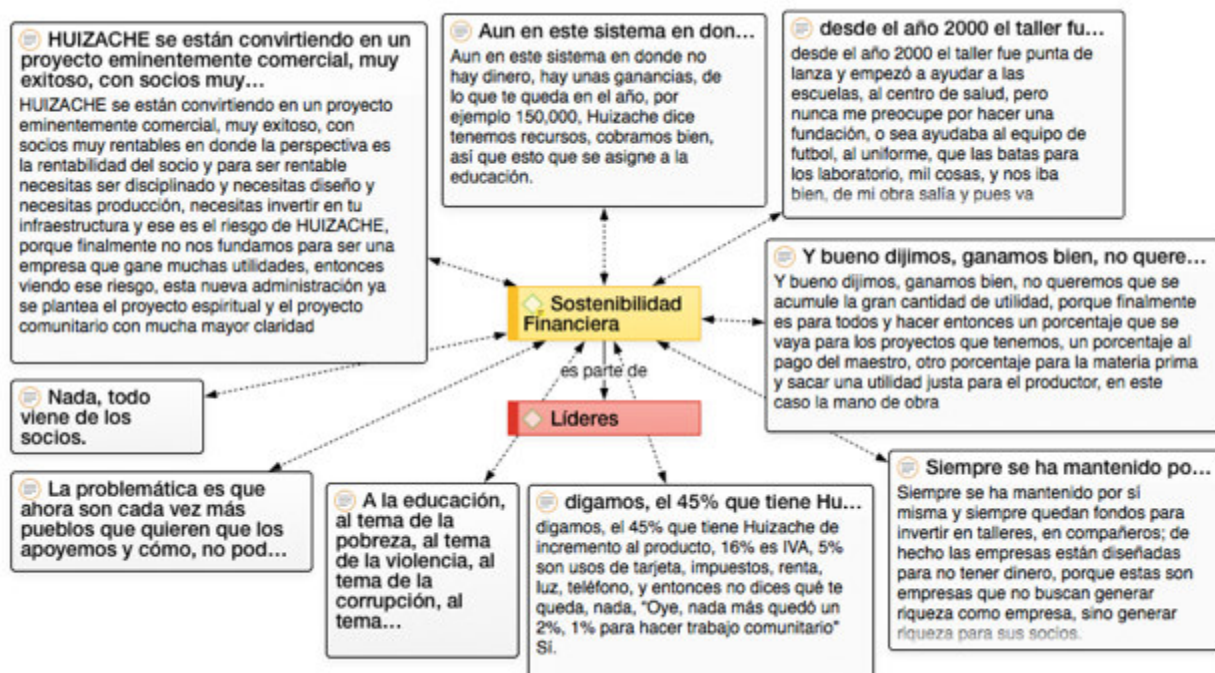 HUIZACHE se están convirtiendo en un
proyecto eminentemente comercial, muy
exitoso, con socios muy…
HUIZACHE se están convirtiendo en un proyecto
eminentemente comercial, muy exitoso, con
socios muy rentables en donde la perspectiva es
la rentabilidad del socio y para ser rentable
necesitas ser disciplinado y necesitas diseño y
necesitas producción, necesitas invertir en tu
infraestructura y ese es el riesgo de HUIZACHE,
porque finalmente no nos fundamos para ser una
empresa que gane muchas utilidades, entonces
viendo ese riesgo, esta nueva administración ya
se plantea el proyecto espiritual y el proyecto
comunitario con mucha mayor claridad
Aun en este sistema en don…
Aun en este sistema en donde no
hay dinero, hay unas ganancias, de
lo que te queda en el año, por
ejemplo 150,000, Huizache dice
tenemos recursos, cobramos bien,
así que esto que se asigne a la
educación.
desde el año 2000 el taller fu…
desde el año 2000 el taller fue punta de
lanza y empezó a ayudar a las
escuelas, al centro de salud, pero
nunca me preocupe por hacer una
fundación, o sea ayudaba al equipo de
futbol, al uniforme, que las batas para
los laboratorio, mil cosas, y nos iba
bien, de mi obra salía y pues va
Y bueno dijimos, ganamos bien, no quere…
Y bueno dijimos, ganamos bien, no queremos que se
acumule la gran cantidad de utilidad, porque finalmente
es para todos y hacer entonces un porcentaje que se
vaya para los proyectos que tenemos, un porcentaje al
pago del maestro, otro porcentaje para la materia prima
y sacar una utilidad justa para el productor, en este
caso la mano de obra
Sostenibilidad
Financiera
es parte de
Líderes
Nada, todo
viene de los
socios.
La problemática es que
ahora son cada vez más
pueblos que quieren que los
apoyemos y cómo, no pod…
A la educación,
al tema de la
pobreza, al tema
de la violencia, al
tema de la
corrupción, al
tema…
digamos, el 45% que tiene Hu…
digamos, el 45% que tiene Huizache de
incremento al producto, 16% es IVA, 5%
son usos de tarjeta, impuestos, renta,
luz, teléfono, y entonces no dices qué te
queda, nada, "Oye, nada más quedó un
2%, 1% para hacer trabajo comunitario"
Sí.
Siempre se ha mantenido po…
Siempre se ha mantenido por sí
misma y siempre quedan fondos para
invertir en talleres, en compañeros; de
hecho las empresas están diseñadas
para no tener dinero, porque estas son
empresas que no buscan generar
riqueza como empresa, sino generar
riqueza para sus socios.